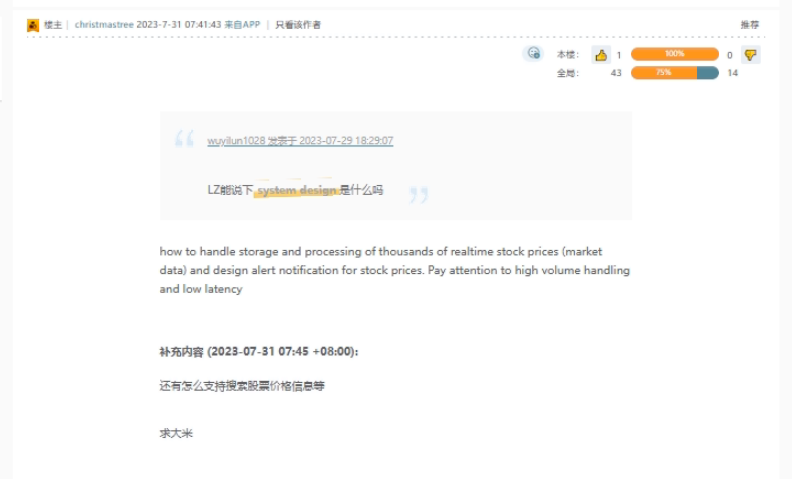 楼主 | christmastree 2023-7-31 07:41:43 来自APP | 只看该作者 推荐
本楼: 1 100% 0
全局: 43 75% 14
wuyilun1028 发表于 2023-07-29 18:29:07
LZ能说下 system design 是什么吗
how to handle storage and processing of thousands of realtime stock prices (market
data) and design alert notification for stock prices. Pay attention to high volume handling
and low latency
补充内容 (2023-07-31 07:45 +08:00):
还有怎么支持搜索股票价格信息等
求大米